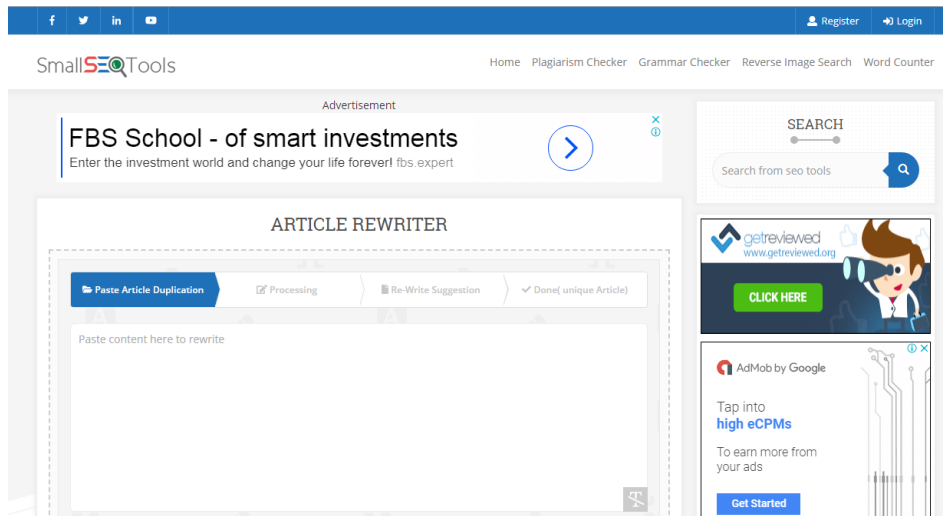 Register
Login
SmallSEOTools
Home Plagiarism Checker Grammar Checker Reverse Image Search Word Counter
Advertisement
FBS School - of smart investments
Enter the investment world and change your life forever! fbs.expert
SEARCH
Search from seo tools
ARTICLE REWRITER
Paste Article Duplication
Processing
Re-Write Suggestion
Done( unique Article)
Paste content here to rewrite
getreviewed
www.getreviewed.org
CLICK HERE
AdMob by Google
Tap into
high eCPMs
To earn more from
your ads
Get Started